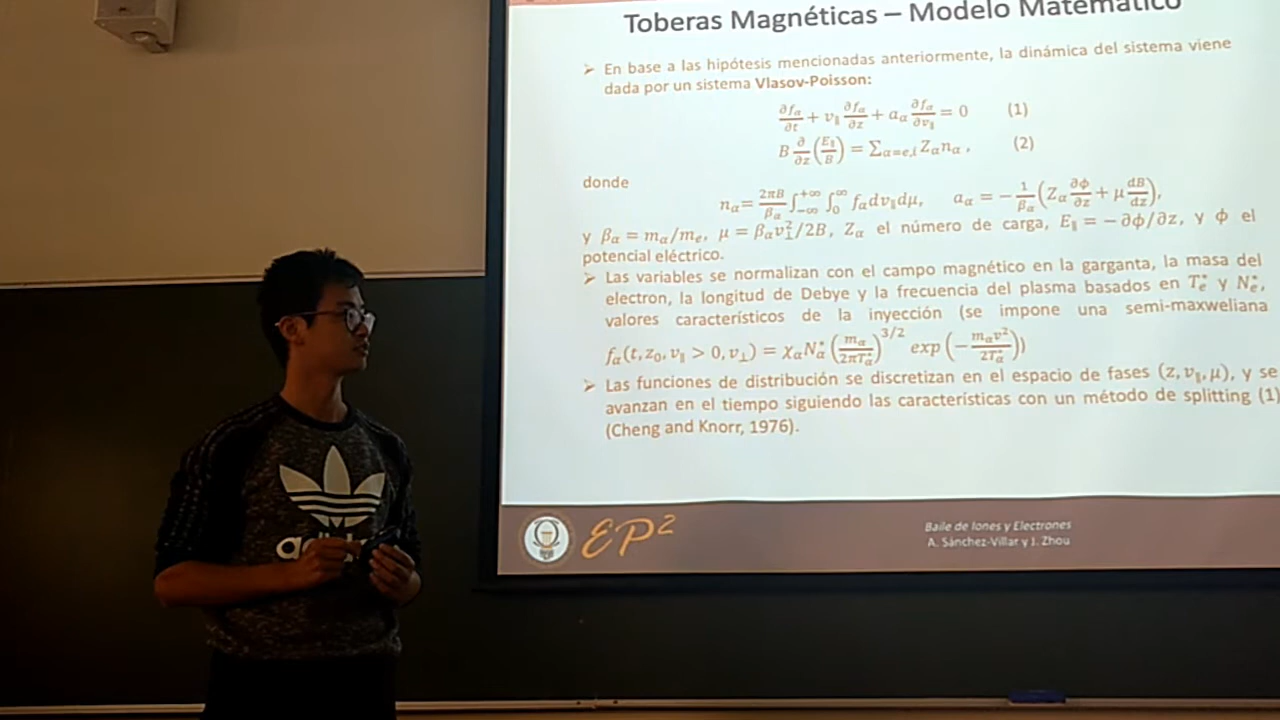 Toberas Magnéticas – Modelo Matemático
➤ En base a las hipótesis mencionadas anteriormente, la dinámica del sistema viene
dada por un sistema Vlasov-Poisson:
∂fα/∂t + v∥ ∂fα/∂z + aα ∂fα/∂v∥ = 0 (1)
B ∂/∂z (E∥/B) = ∑α=e,i Zα nα , (2)
donde
nα = 2πB/βα ∫−∞+∞ ∫0∞ fα dv∥ dμ, aα = − 1/βα (Zα ∂ϕ/∂z + μ dB/dz),
y βα = mα/me, μ = βα v⊥²/2B, Zα el número de carga, E∥ = −∂ϕ/∂z, y ϕ el
potencial eléctrico.
➤ Las variables se normalizan con el campo magnético en la garganta, la masa del
electron, la longitud de Debye y la frecuencia del plasma basados en Te* y Ne*,
valores característicos de la inyección (se impone una semi-maxweliana
fα(t, z0, v∥ > 0, v⊥) = χα Nα* (mα/2πTα*)^3/2 exp (− mα v²/2Tα*))
➤ Las funciones de distribución se discretizan en el espacio de fases (z, v∥, μ), y se
avanzan en el tiempo siguiendo las características con un método de splitting (1)
(Cheng and Knorr, 1976).
EP²
Baile de Iones y Electrones
A. Sánchez-Villar y J. Zhou
adidas